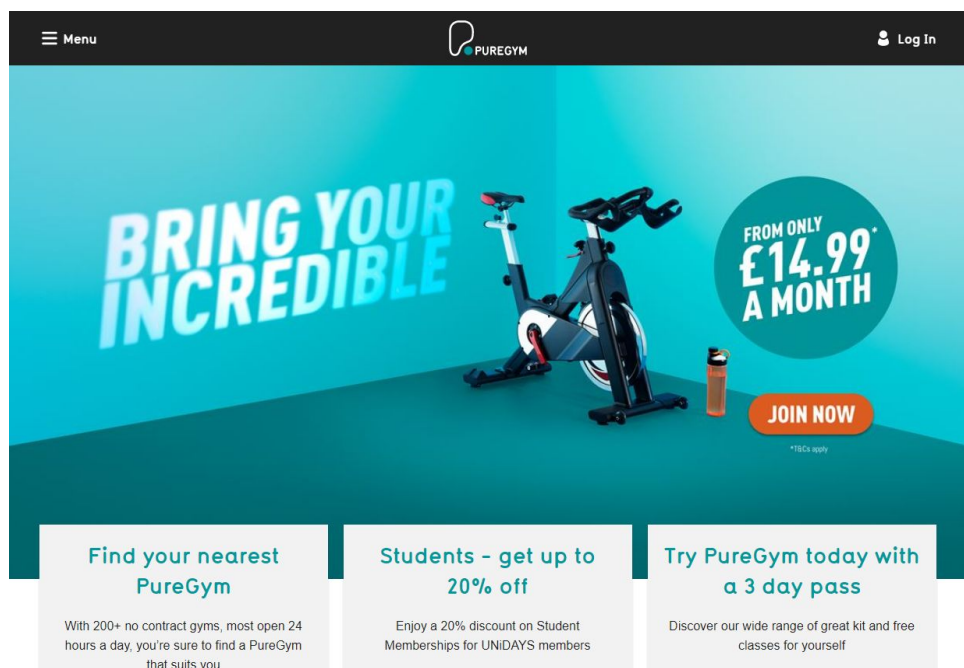 Menu
PUREGYM
Log In
BRING YOUR
INCREDIBLE
FROM ONLY
£14.99*
A MONTH
JOIN NOW
*T&Cs apply
Find your nearest
PureGym
With 200+ no contract gyms, most open 24
hours a day, you're sure to find a PureGym
that suits you
Students - get up to
20% off
Enjoy a 20% discount on Student
Memberships for UNiDAYS members
Try PureGym today with
a 3 day pass
Discover our wide range of great kit and free
classes for yourself